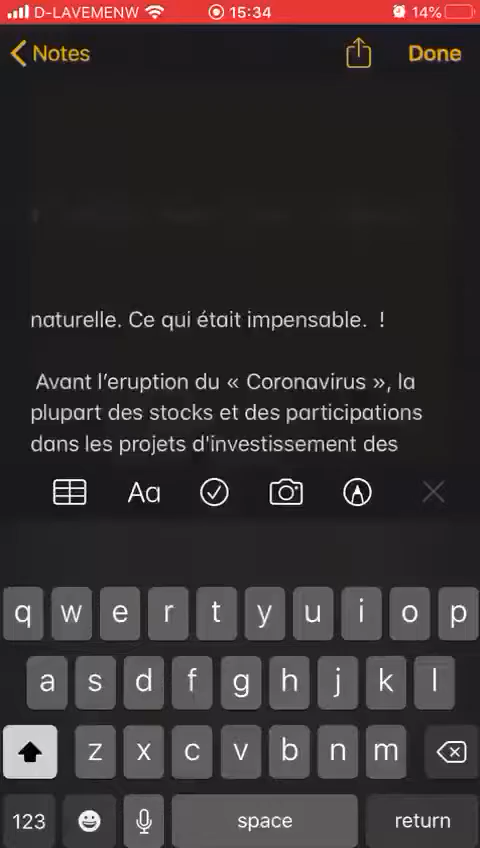 D-LAVEMENW 15:34 14%
Notes Done
naturelle. Ce qui était impensable.  !
Avant l'eruption du « Coronavirus », la
plupart des stocks et des participations
dans les projets d'investissement des
Aa
q w e r t y u i o p
a s d f g h j k l
z x c v b n m
123 space return